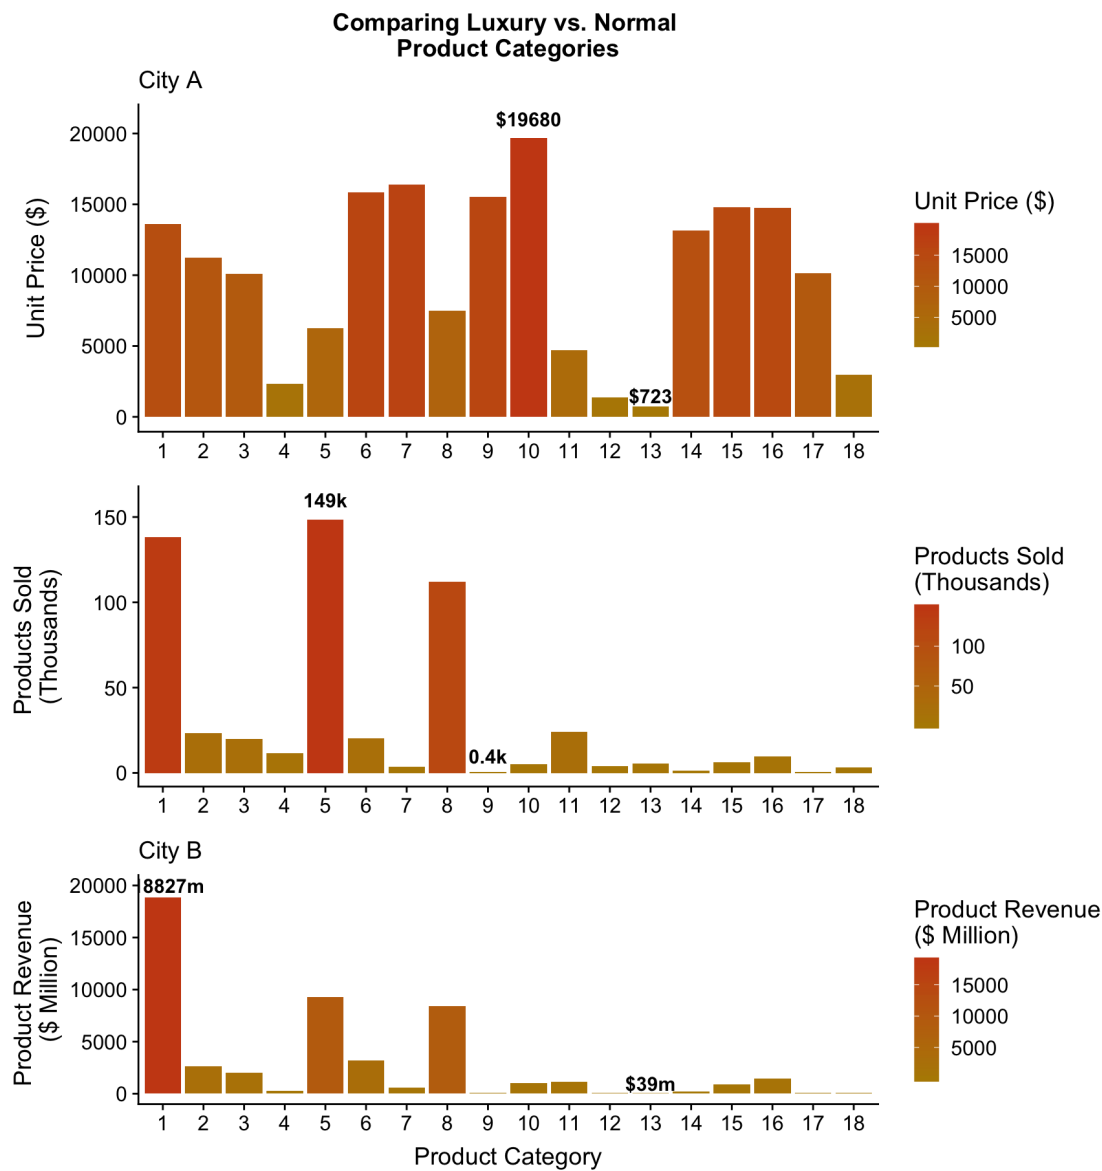 Comparing Luxury vs. Normal
Product Categories
City A
Unit Price ($)
20000
15000
10000
5000
0
$19680
$723
1 2 3 4 5 6 7 8 9 10 11 12 13 14 15 16 17 18
Unit Price ($)
15000
10000
5000
Products Sold
(Thousands)
150
100
50
0
149k
0.4k
1 2 3 4 5 6 7 8 9 10 11 12 13 14 15 16 17 18
Products Sold
(Thousands)
100
50
City B
Product Revenue
($ Million)
20000
15000
10000
5000
0
8827m
$39m
1 2 3 4 5 6 7 8 9 10 11 12 13 14 15 16 17 18
Product Category
Product Revenue
($ Million)
15000
10000
5000